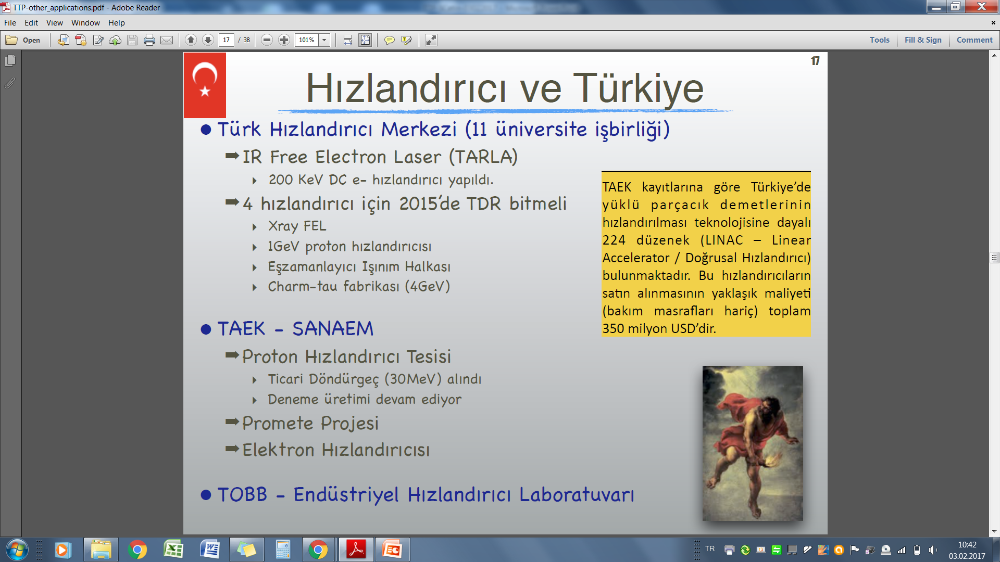 TTP-other_applications.pdf - Adobe Reader
File Edit View Window Help
Open 17 / 38 101% Tools Fill & Sign Comment
17
Hızlandırıcı ve Türkiye
Türk Hızlandırıcı Merkezi (11 üniversite işbirliği)
IR Free Electron Laser (TARLA)
200 KeV DC e- hızlandırıcı yapıldı.
4 hızlandırıcı için 2015'de TDR bitmeli
Xray FEL
1GeV proton hızlandırıcısı
Eşzamanlayıcı Işınım Halkası
Charm-tau fabrikası (4GeV)
TAEK kayıtlarına göre Türkiye’de
yüklü parçacık demetlerinin
hızlandırılması teknolojisine dayalı
224 düzenek (LINAC – Linear
Accelerator / Doğrusal Hızlandırıcı)
bulunmaktadır. Bu hızlandırıcıların
satın alınmasının yaklaşık maliyeti
(bakım masrafları hariç) toplam
350 milyon USD’dir.
TAEK - SANAEM
Proton Hızlandırıcı Tesisi
Ticari Döndürgeç (30MeV) alındı
Deneme üretimi devam ediyor
Promete Projesi
Elektron Hızlandırıcısı
TOBB - Endüstriyel Hızlandırıcı Laboratuvarı
TR
10:42
03.02.2017